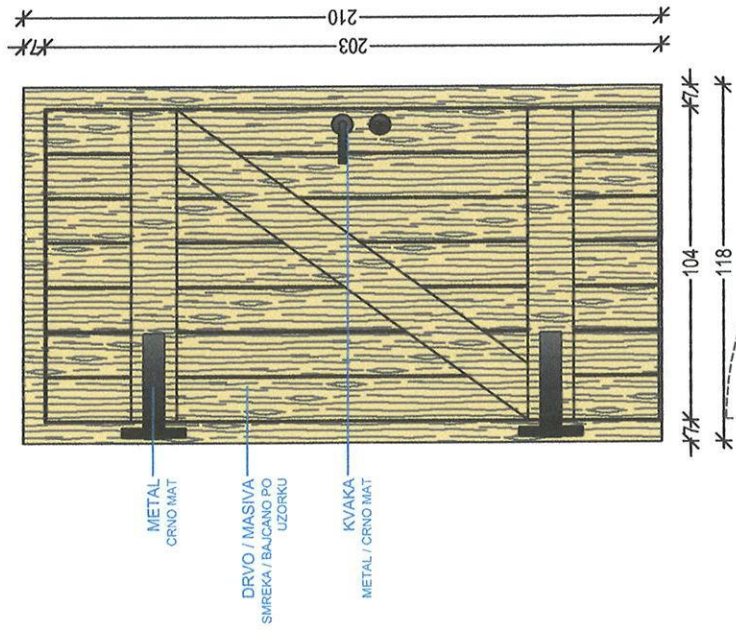 210
203
7
METAL
CRNO MAT
DRVO / MASIVA
SMREKA / BAJCANO PO
UZORKU
KVAKA
METAL / CRNO MAT
7
104
7
118